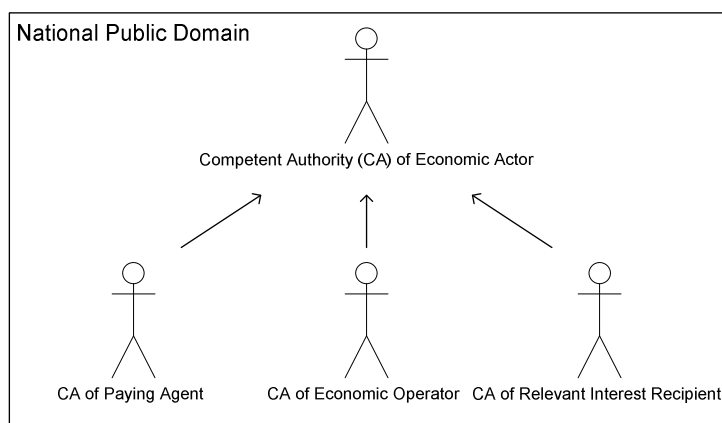 National Public Domain
Competent Authority (CA) of Economic Actor
CA of Paying Agent
CA of Economic Operator
CA of Relevant Interest Recipient